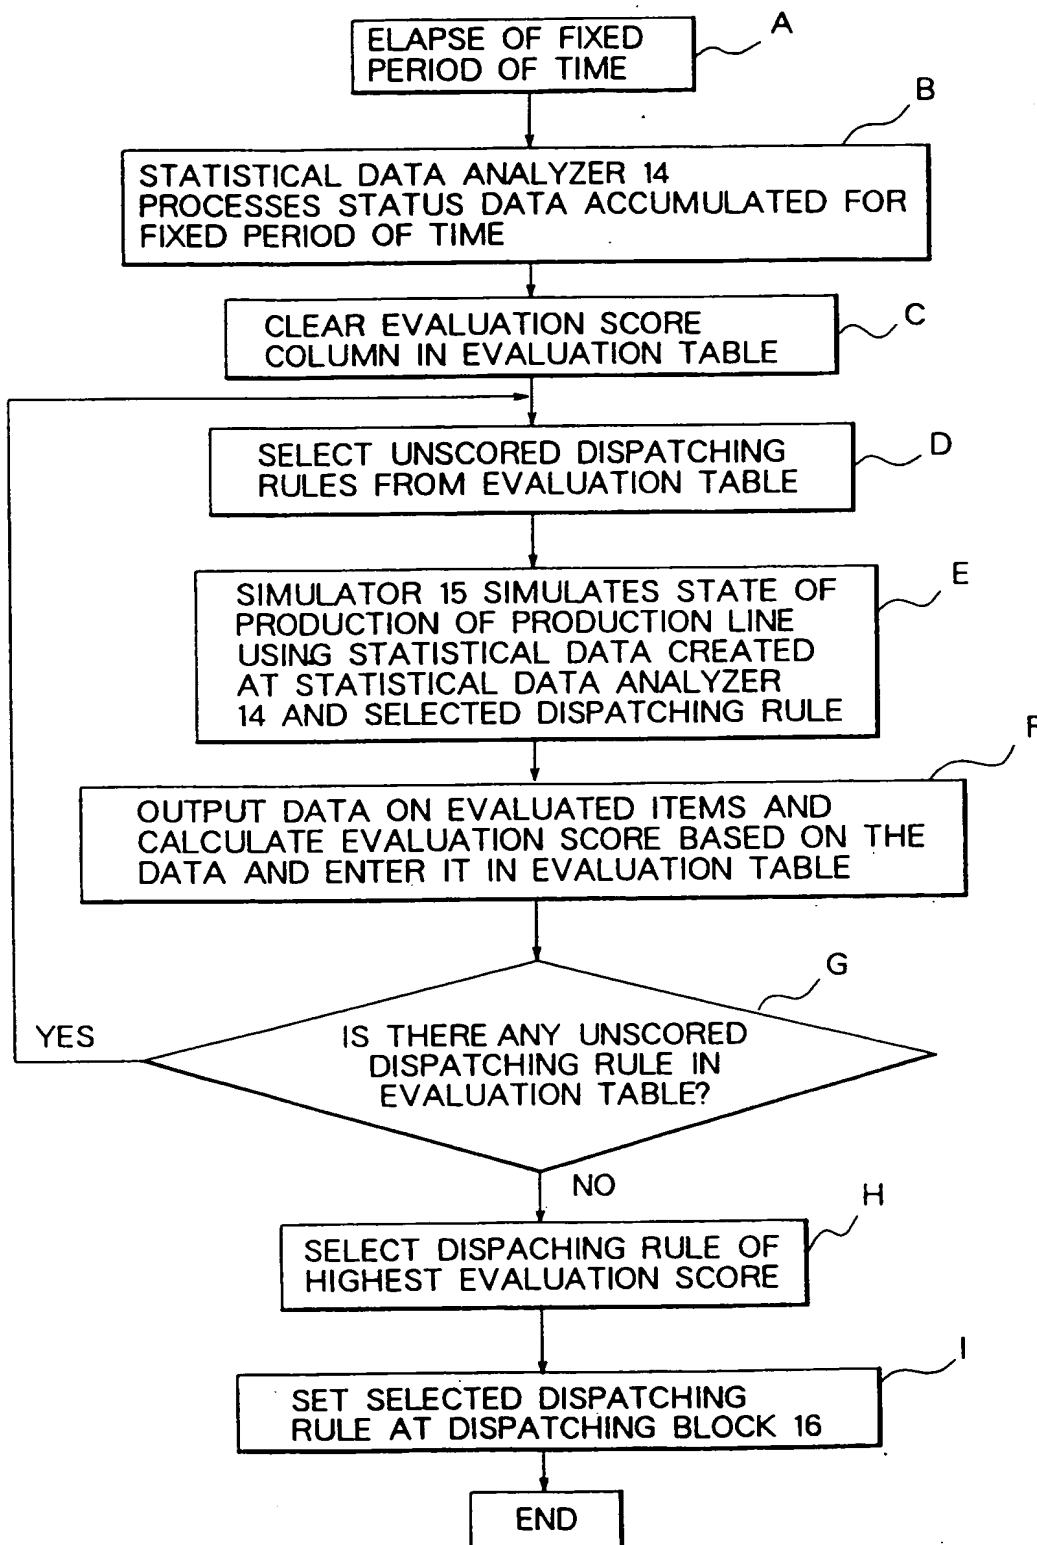 ELAPSE OF FIXED
PERIOD OF TIME
A
B
STATISTICAL DATA ANALYZER 14
PROCESSES STATUS DATA ACCUMULATED FOR
FIXED PERIOD OF TIME
C
CLEAR EVALUATION SCORE
COLUMN IN EVALUATION TABLE
D
SELECT UNSCORED DISPATCHING
RULES FROM EVALUATION TABLE
E
SIMULATOR 15 SIMULATES STATE OF
PRODUCTION OF PRODUCTION LINE
USING STATISTICAL DATA CREATED
AT STATISTICAL DATA ANALYZER
14 AND SELECTED DISPATCHING RULE
F
OUTPUT DATA ON EVALUATED ITEMS AND
CALCULATE EVALUATION SCORE BASED ON THE
DATA AND ENTER IT IN EVALUATION TABLE
G
YES
IS THERE ANY UNSCORED
DISPATCHING RULE IN
EVALUATION TABLE?
NO
H
SELECT DISPACHING RULE OF
HIGHEST EVALUATION SCORE
I
SET SELECTED DISPATCHING
RULE AT DISPATCHING BLOCK 16
END